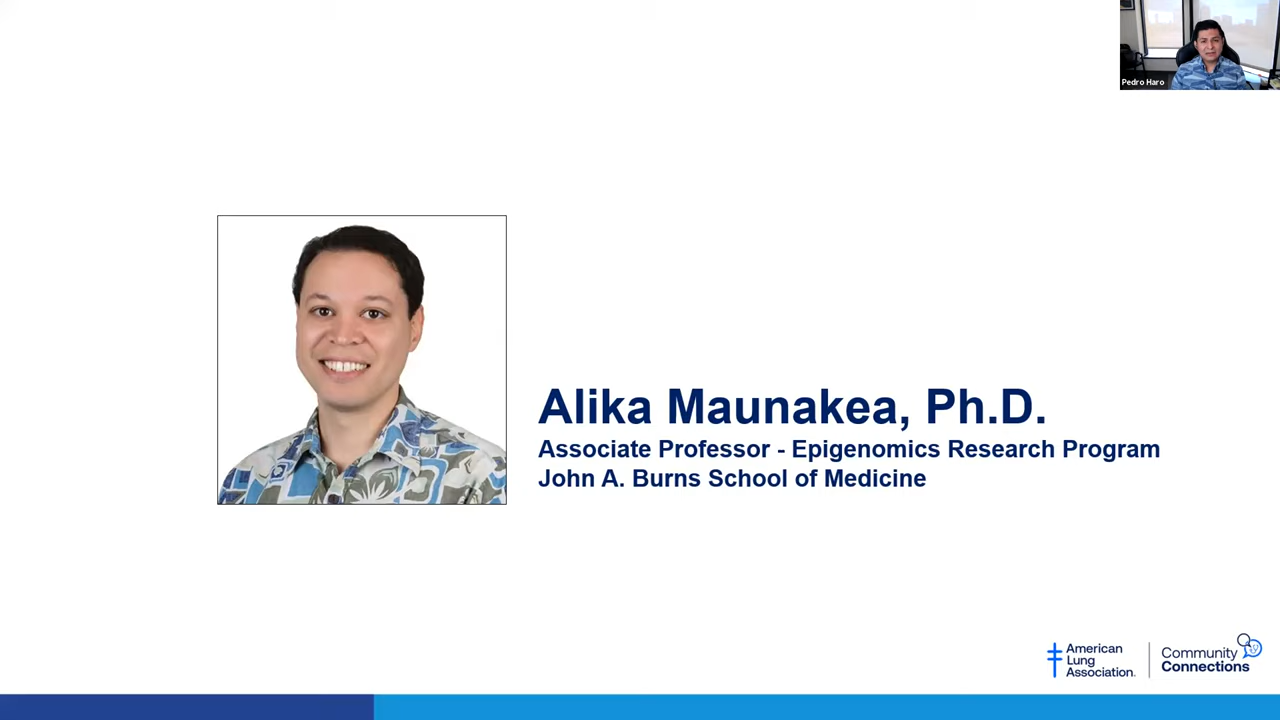 Pedro Haro
Alika Maunakea, Ph.D.
Associate Professor - Epigenomics Research Program
John A. Burns School of Medicine
American
Lung
Association.
Community
Connections